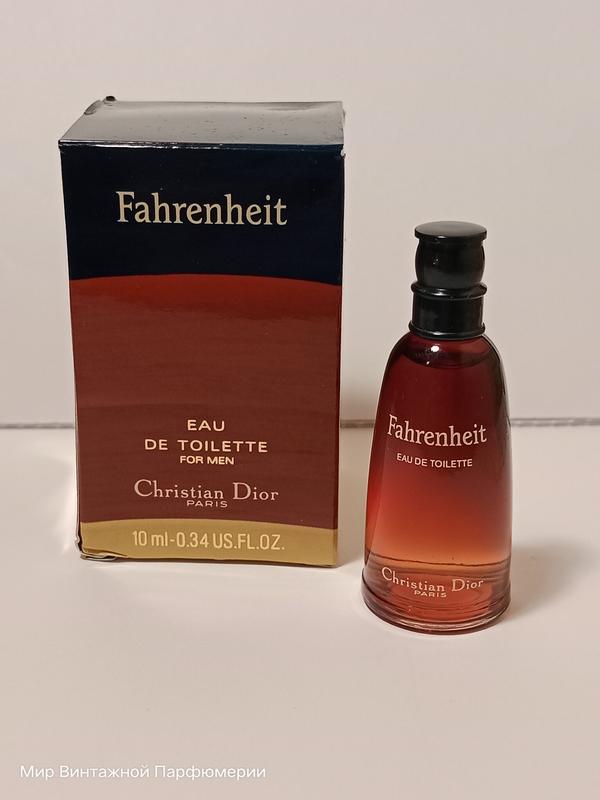 Fahrenheit
EAU
DE TOILETTE
FOR MEN
Christian Dior
PARIS
10 ml-0.34 US.FL.OZ.
Fahrenheit
EAU DE TOILETTE
Christian Dior
PARIS
Мир Винтажной Парфюмерии